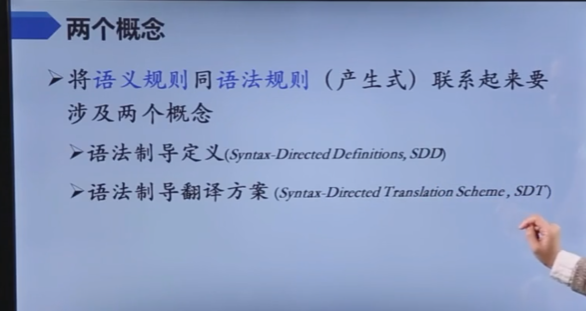 两个概念
➢将语义规则同语法规则（产生式）联系起来要
涉及两个概念
➢语法制导定义(Syntax-Directed Definitions, SDD)
➢语法制导翻译方案 (Syntax-Directed Translation Scheme , SDT)